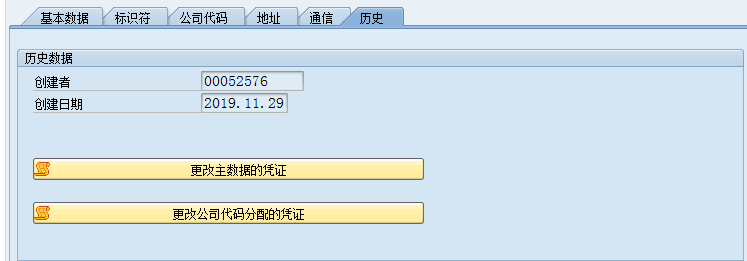 基本数据 标识符 公司代码 地址 通信 历史
历史数据
创建者 00052576
创建日期 2019.11.29
更改主数据的凭证
更改公司代码分配的凭证